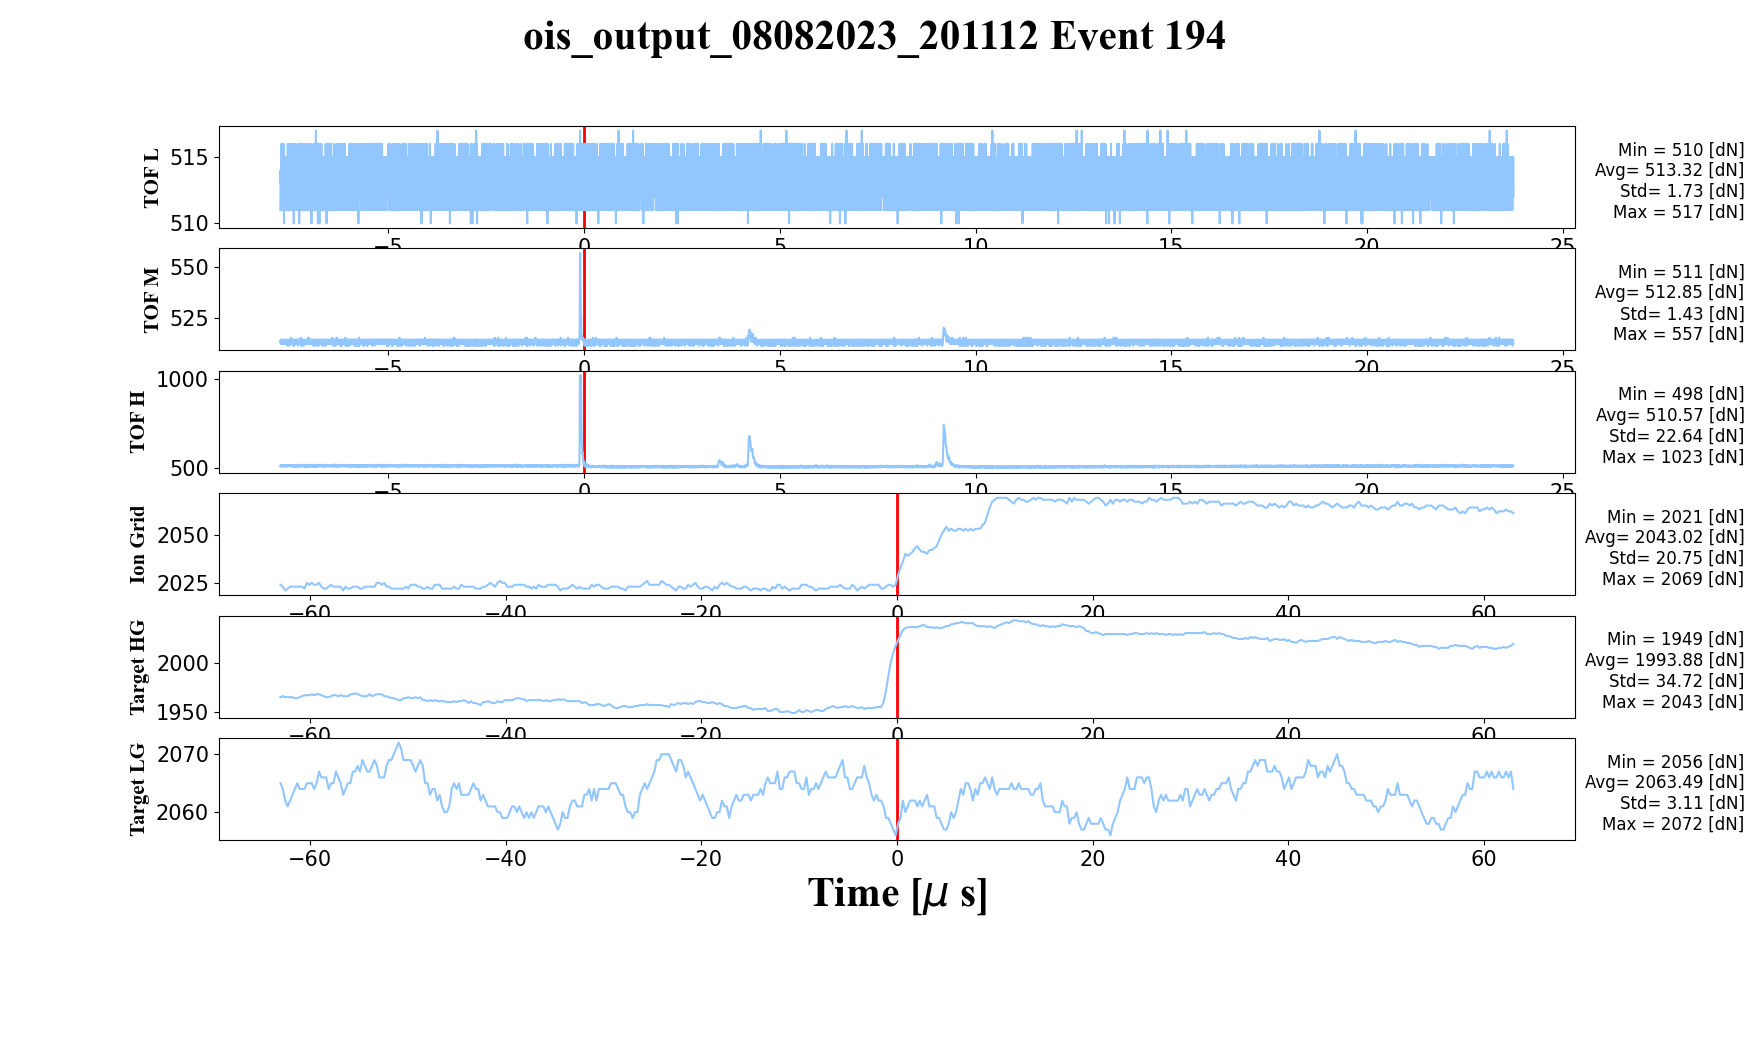 ois_output_08082023_201112 Event 194
TOF L
515
510
−5
0
5
10
15
20
25
Min = 510 [dN]
Avg= 513.32 [dN]
Std= 1.73 [dN]
Max = 517 [dN]
TOF M
550
525
−5
0
5
10
15
20
25
Min = 511 [dN]
Avg= 512.85 [dN]
Std= 1.43 [dN]
Max = 557 [dN]
TOF H
1000
500
−5
0
5
10
15
20
25
Min = 498 [dN]
Avg= 510.57 [dN]
Std= 22.64 [dN]
Max = 1023 [dN]
Ion Grid
2050
2025
−60
−40
−20
0
20
40
60
Min = 2021 [dN]
Avg= 2043.02 [dN]
Std= 20.75 [dN]
Max = 2069 [dN]
Target HG
2000
1950
−60
−40
−20
0
20
40
60
Min = 1949 [dN]
Avg= 1993.88 [dN]
Std= 34.72 [dN]
Max = 2043 [dN]
Target LG
2070
2060
−60
−40
−20
0
20
40
60
Min = 2056 [dN]
Avg= 2063.49 [dN]
Std= 3.11 [dN]
Max = 2072 [dN]
Time [μ s]